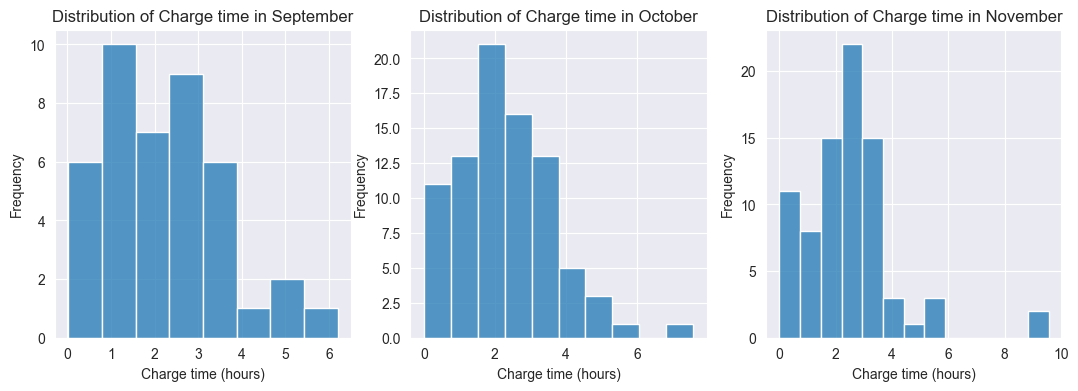 Distribution of Charge time in September
10
8
6
4
2
0
Frequency
0 1 2 3 4 5 6
Charge time (hours)
Distribution of Charge time in October
20.0
17.5
15.0
12.5
10.0
7.5
5.0
2.5
0.0
Frequency
0 2 4 6
Charge time (hours)
Distribution of Charge time in November
20
15
10
5
0
Frequency
0 2 4 6 8 10
Charge time (hours)